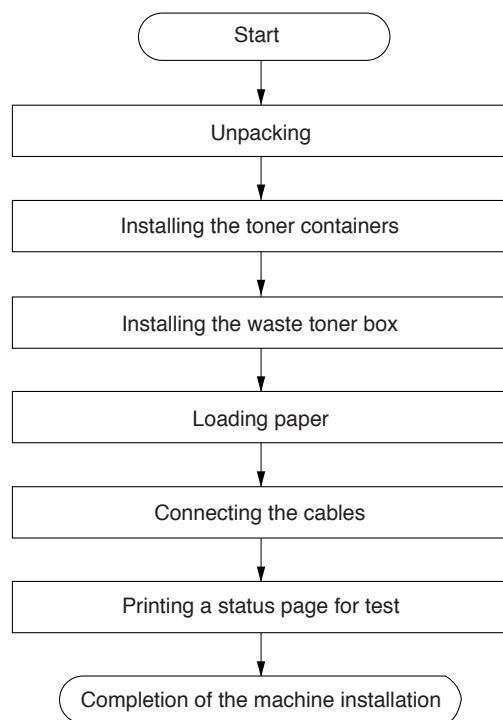 Start
Unpacking
Installing the toner containers
Installing the waste toner box
Loading paper
Connecting the cables
Printing a status page for test
Completion of the machine installation